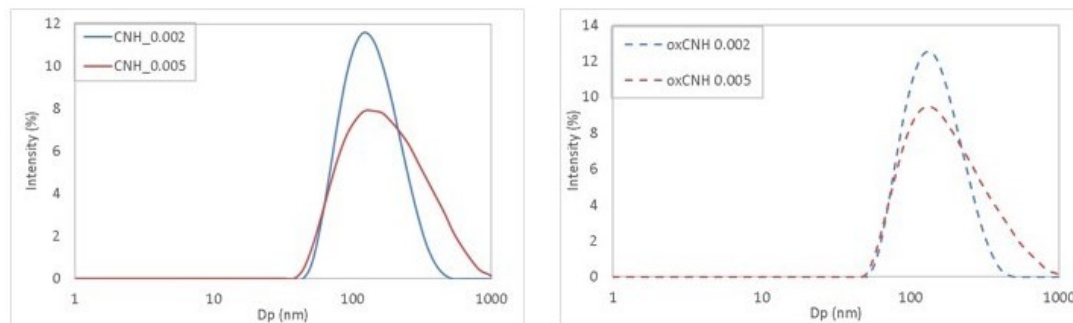 12
10
8
6
4
2
0
Intensity (%)
CNH_0.002
CNH_0.005
1 10 100 1000
Dp (nm)
14
12
10
8
6
4
2
0
Intensity (%)
oxCNH 0.002
oxCNH 0.005
1 10 100 1000
Dp (nm)